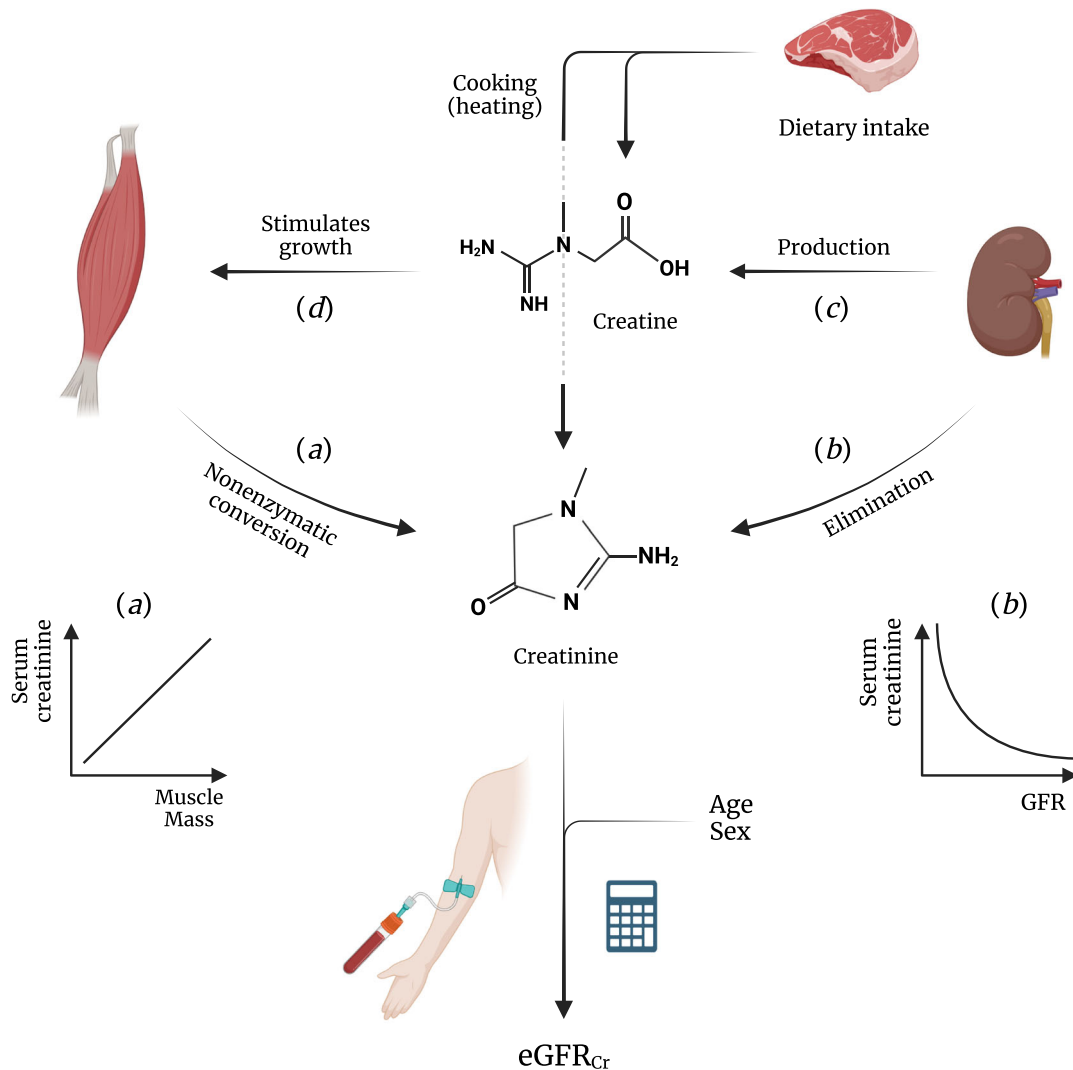 Cooking
(heating)
Dietary intake
Stimulates
growth
(d)
H₂N
N
O
OH
NH
Creatine
Production
(c)
(a)
Nonenzymatic
conversion
(b)
Elimination
N
NH₂
N
O
Creatinine
(a)
Serum
creatinine
Muscle
Mass
(b)
Serum
creatinine
GFR
Age
Sex
eGFR_Cr